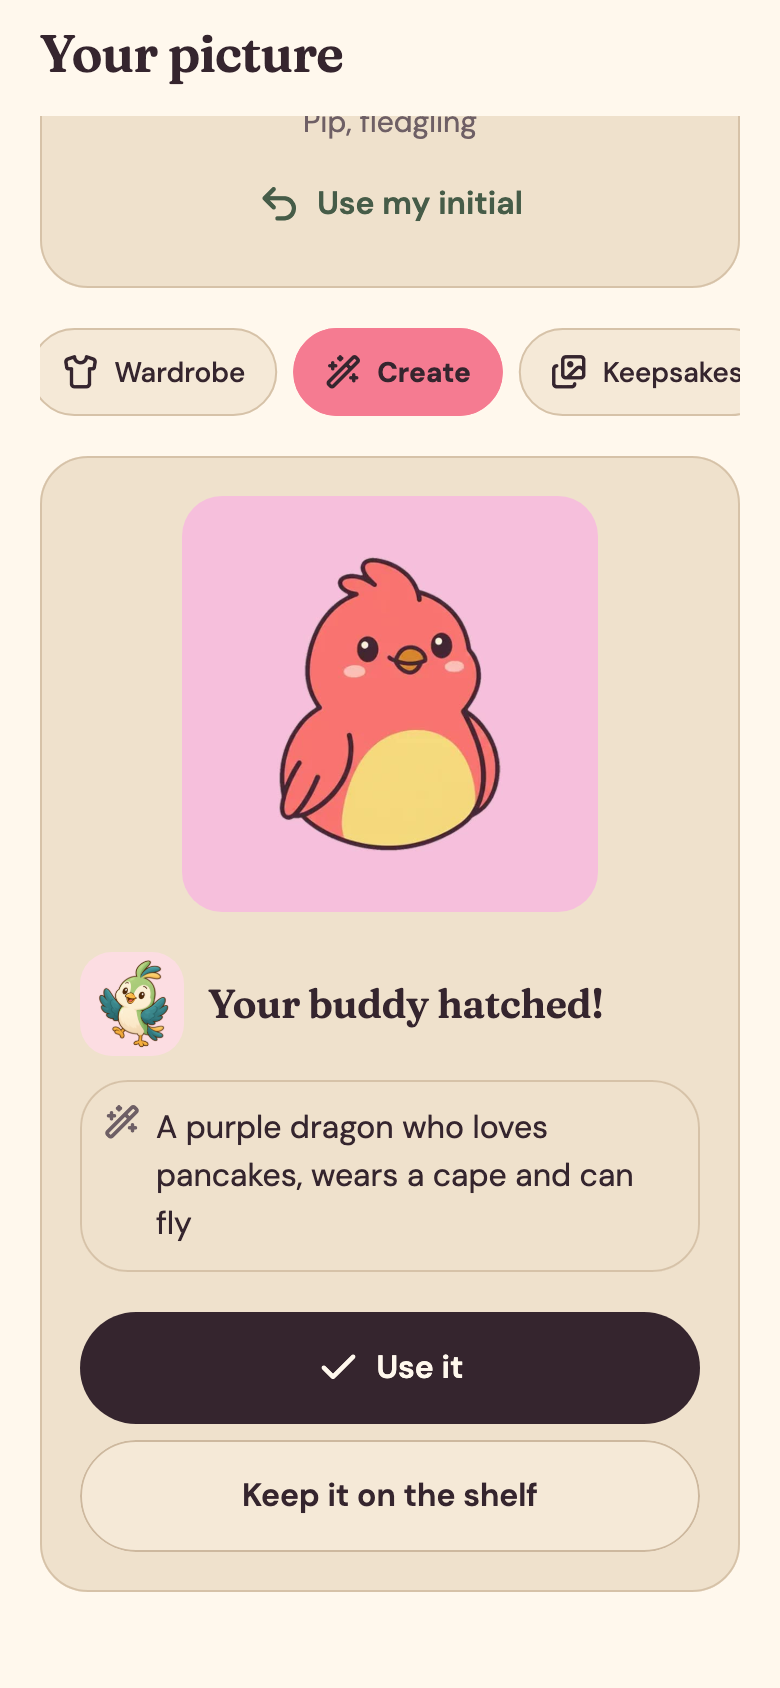 Your picture
Pip, fledgling
Use my initial
Wardrobe
Create
Keepsakes
Your buddy hatched!
A purple dragon who loves
pancakes, wears a cape and can
fly
Use it
Keep it on the shelf